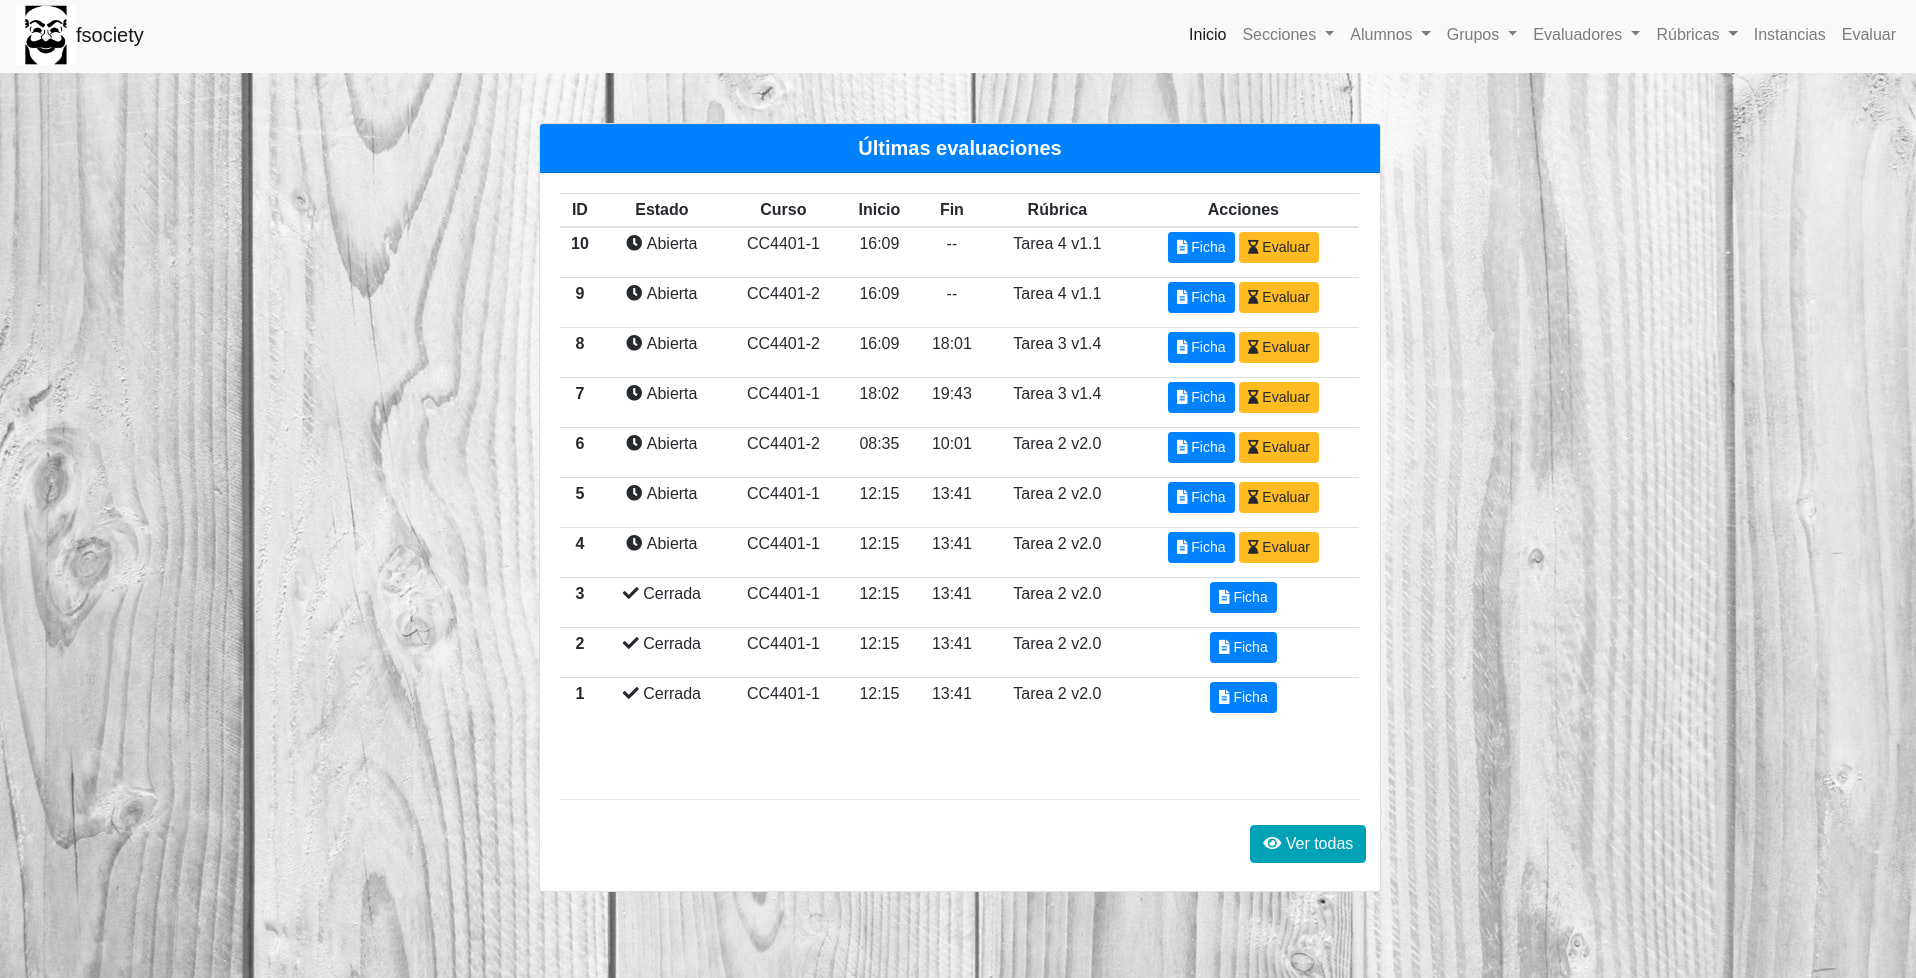 fsociety Inicio Secciones Alumnos Grupos Evaluadores Rúbricas Instancias Evaluar
Últimas evaluaciones
ID Estado Curso Inicio Fin Rúbrica Acciones
10 Abierta CC4401-1 16:09 -- Tarea 4 v1.1 Ficha Evaluar
9 Abierta CC4401-2 16:09 -- Tarea 4 v1.1 Ficha Evaluar
8 Abierta CC4401-2 16:09 18:01 Tarea 3 v1.4 Ficha Evaluar
7 Abierta CC4401-1 18:02 19:43 Tarea 3 v1.4 Ficha Evaluar
6 Abierta CC4401-2 08:35 10:01 Tarea 2 v2.0 Ficha Evaluar
5 Abierta CC4401-1 12:15 13:41 Tarea 2 v2.0 Ficha Evaluar
4 Abierta CC4401-1 12:15 13:41 Tarea 2 v2.0 Ficha Evaluar
3 Cerrada CC4401-1 12:15 13:41 Tarea 2 v2.0 Ficha
2 Cerrada CC4401-1 12:15 13:41 Tarea 2 v2.0 Ficha
1 Cerrada CC4401-1 12:15 13:41 Tarea 2 v2.0 Ficha
Ver todas